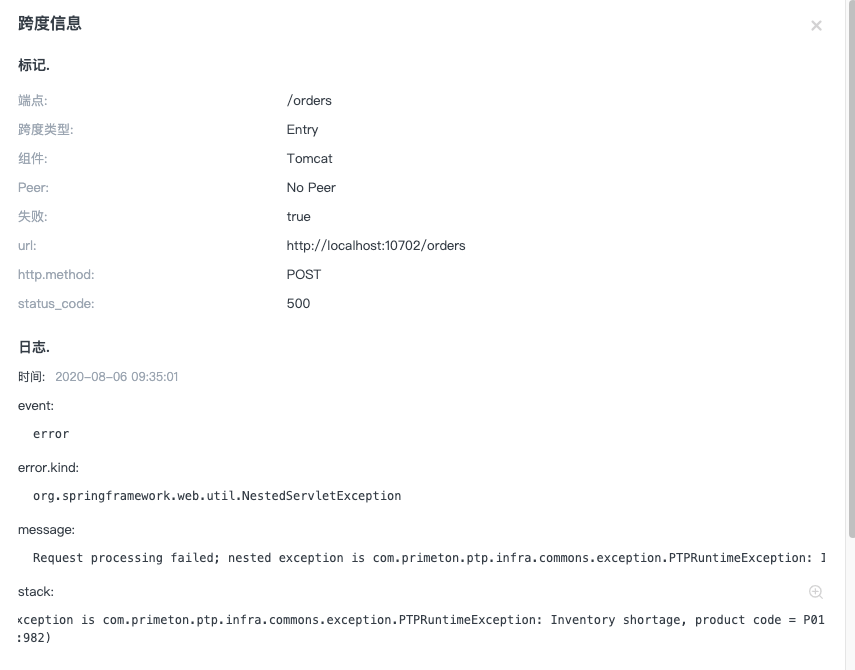 跨度信息
标记.
端点: /orders
跨度类型: Entry
组件: Tomcat
Peer: No Peer
失败: true
url: http://localhost:10702/orders
http.method: POST
status_code: 500
日志.
时间: 2020-08-06 09:35:01
event:
error
error.kind:
org.springframework.web.util.NestedServletException
message:
Request processing failed; nested exception is com.primeton.ptp.infra.commons.exception.PTPRuntimeException: I
stack:
xception is com.primeton.ptp.infra.commons.exception.PTPRuntimeException: Inventory shortage, product code = P01
:982)